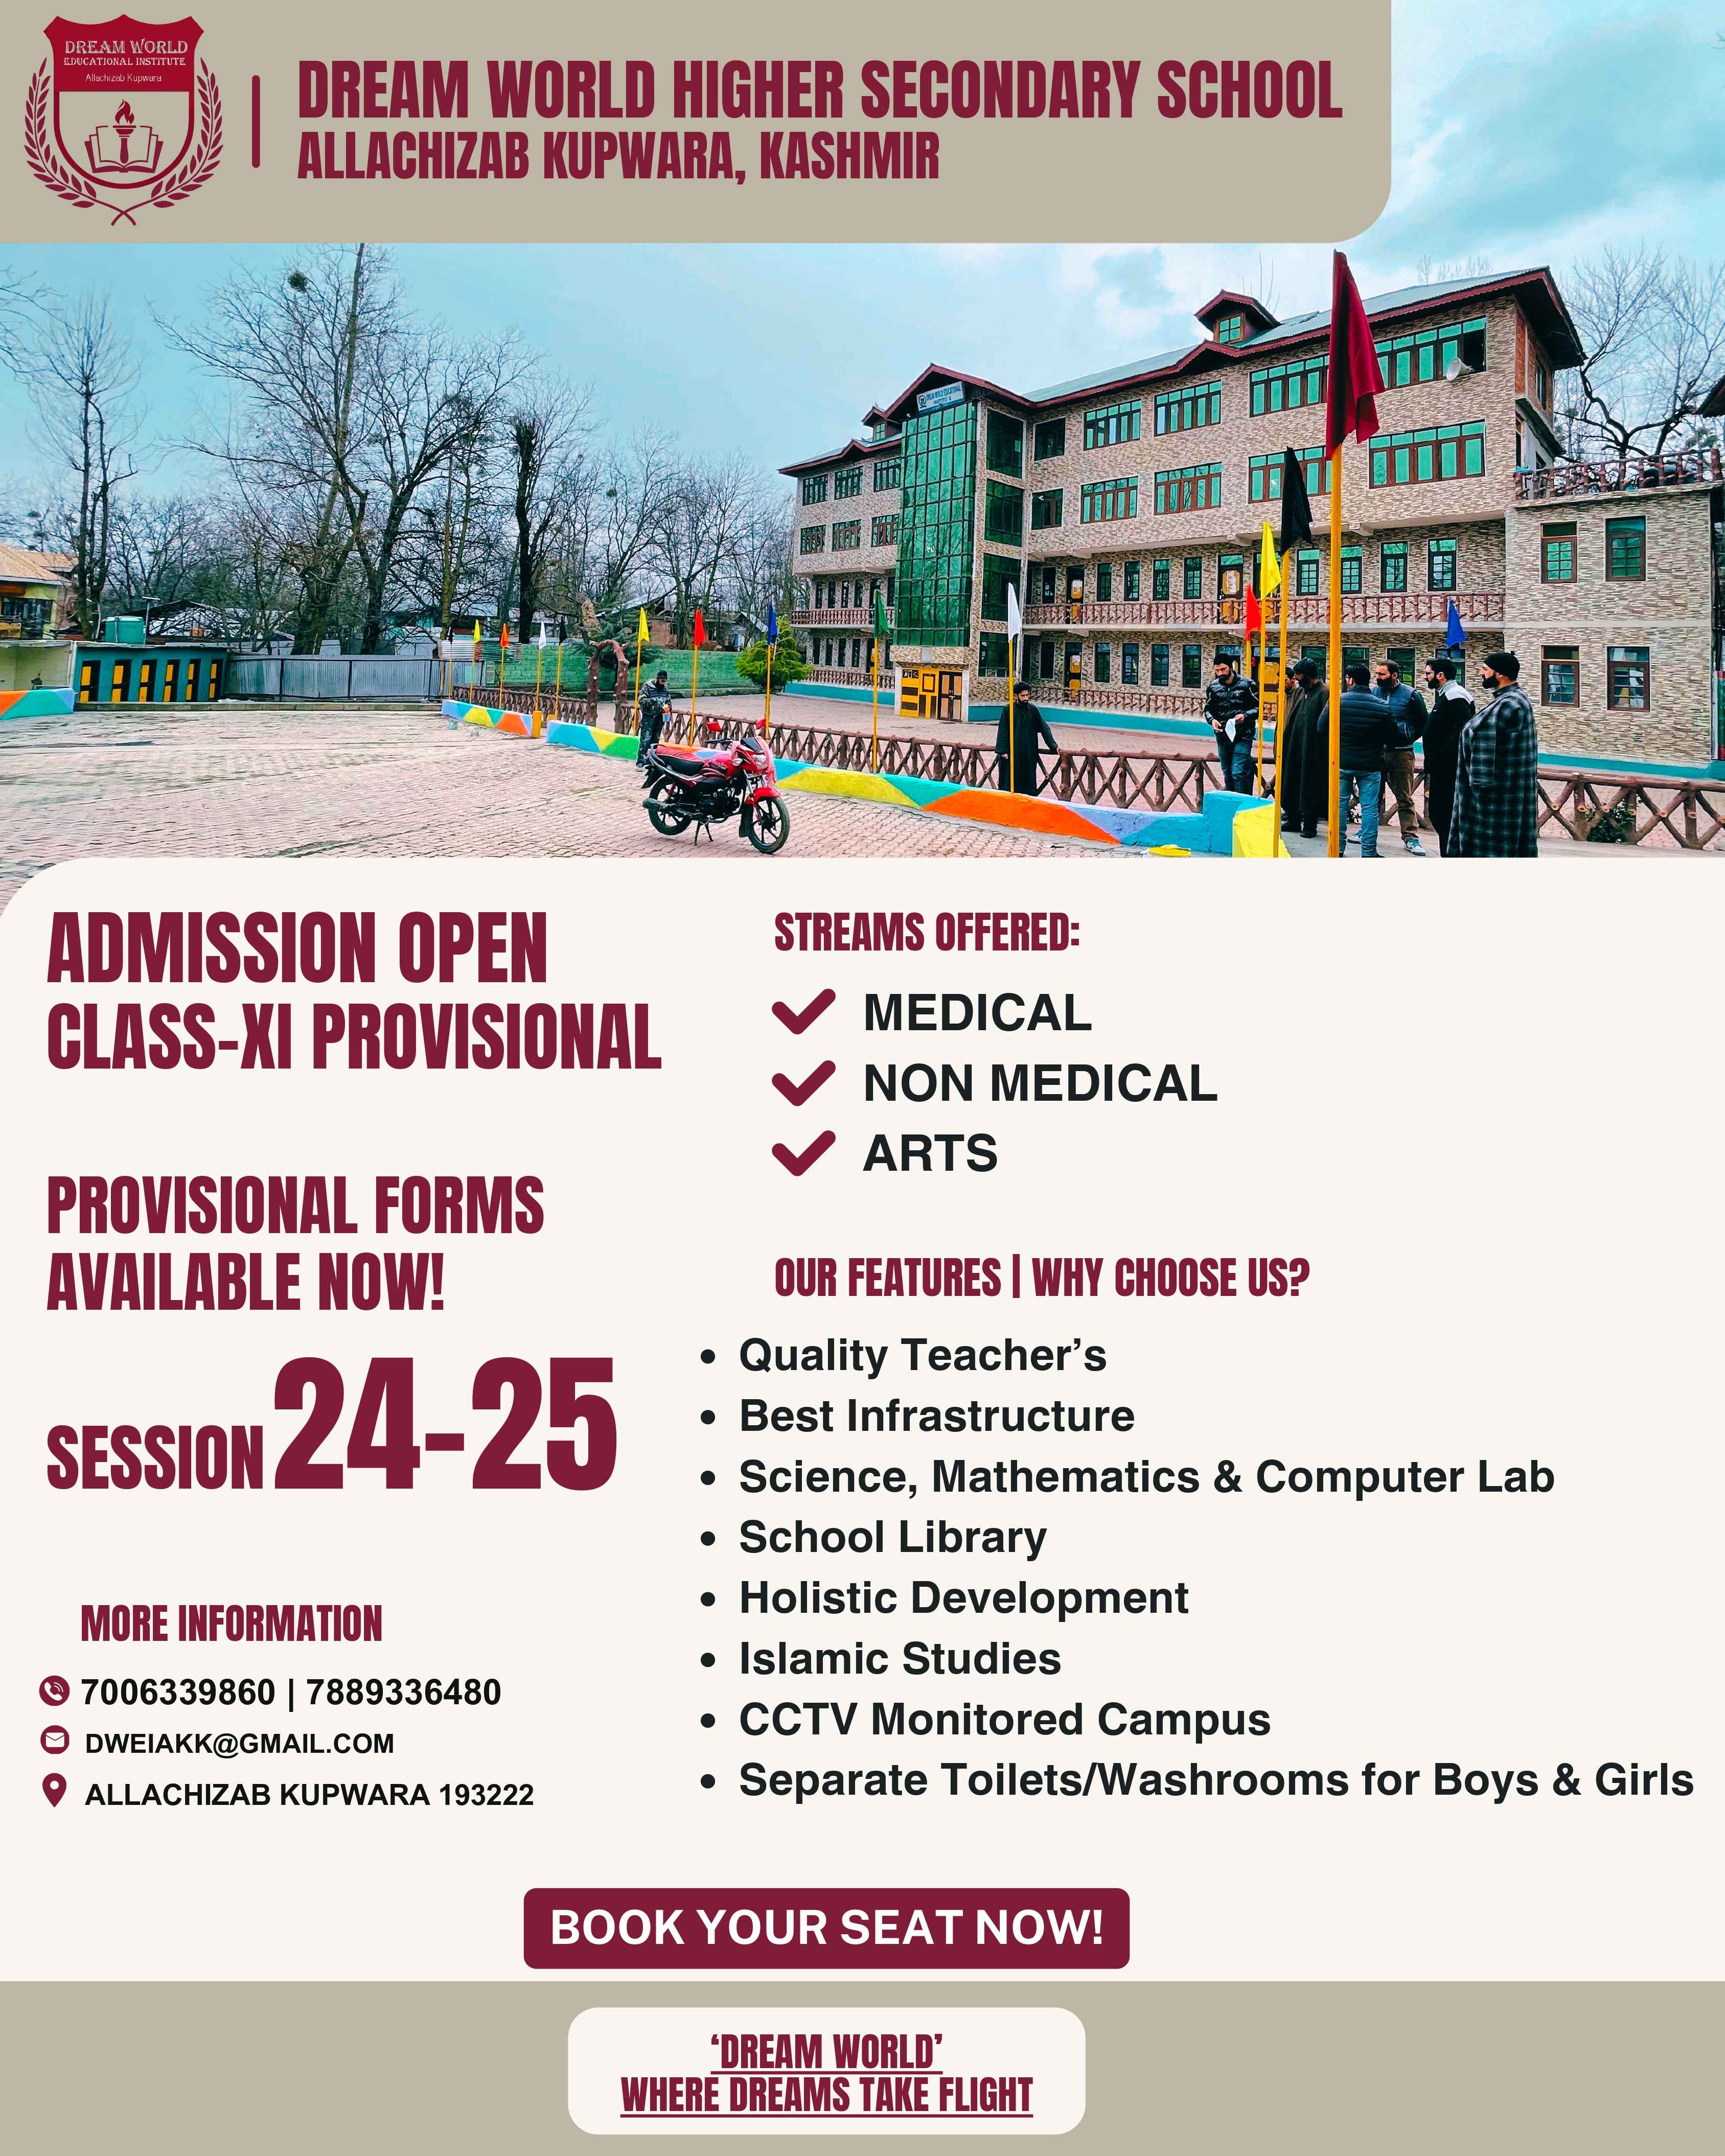 DREAM WORLD
EDUCATIONAL INSTITUTE
Allachizab Kupwara
DREAM WORLD HIGHER SECONDARY SCHOOL
ALLACHIZAB KUPWARA, KASHMIR
DREAM WORLD EDUCATIONAL
ADMISSION OPEN
CLASS-XI PROVISIONAL
PROVISIONAL FORMS
AVAILABLE NOW!
SESSION 24-25
MORE INFORMATION
7006339860 | 7889336480
DWEIAKK@GMAIL.COM
ALLACHIZAB KUPWARA 193222
STREAMS OFFERED:
MEDICAL
NON MEDICAL
ARTS
OUR FEATURES | WHY CHOOSE US?
• Quality Teacher’s
• Best Infrastructure
• Science, Mathematics & Computer Lab
• School Library
• Holistic Development
• Islamic Studies
• CCTV Monitored Campus
• Separate Toilets/Washrooms for Boys & Girls
BOOK YOUR SEAT NOW!
‘DREAM WORLD’
WHERE DREAMS TAKE FLIGHT